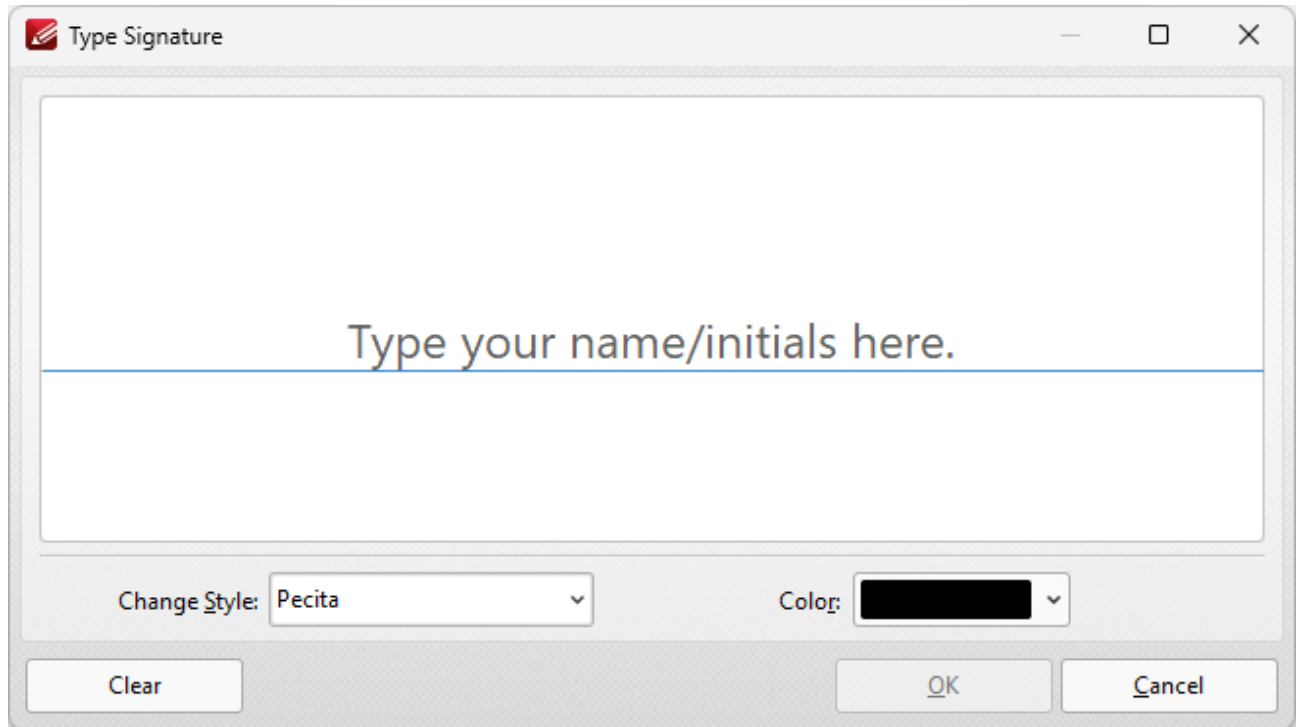 Type Signature
Type your name/initials here.
Change Style: Pecita Color:
Clear OK Cancel